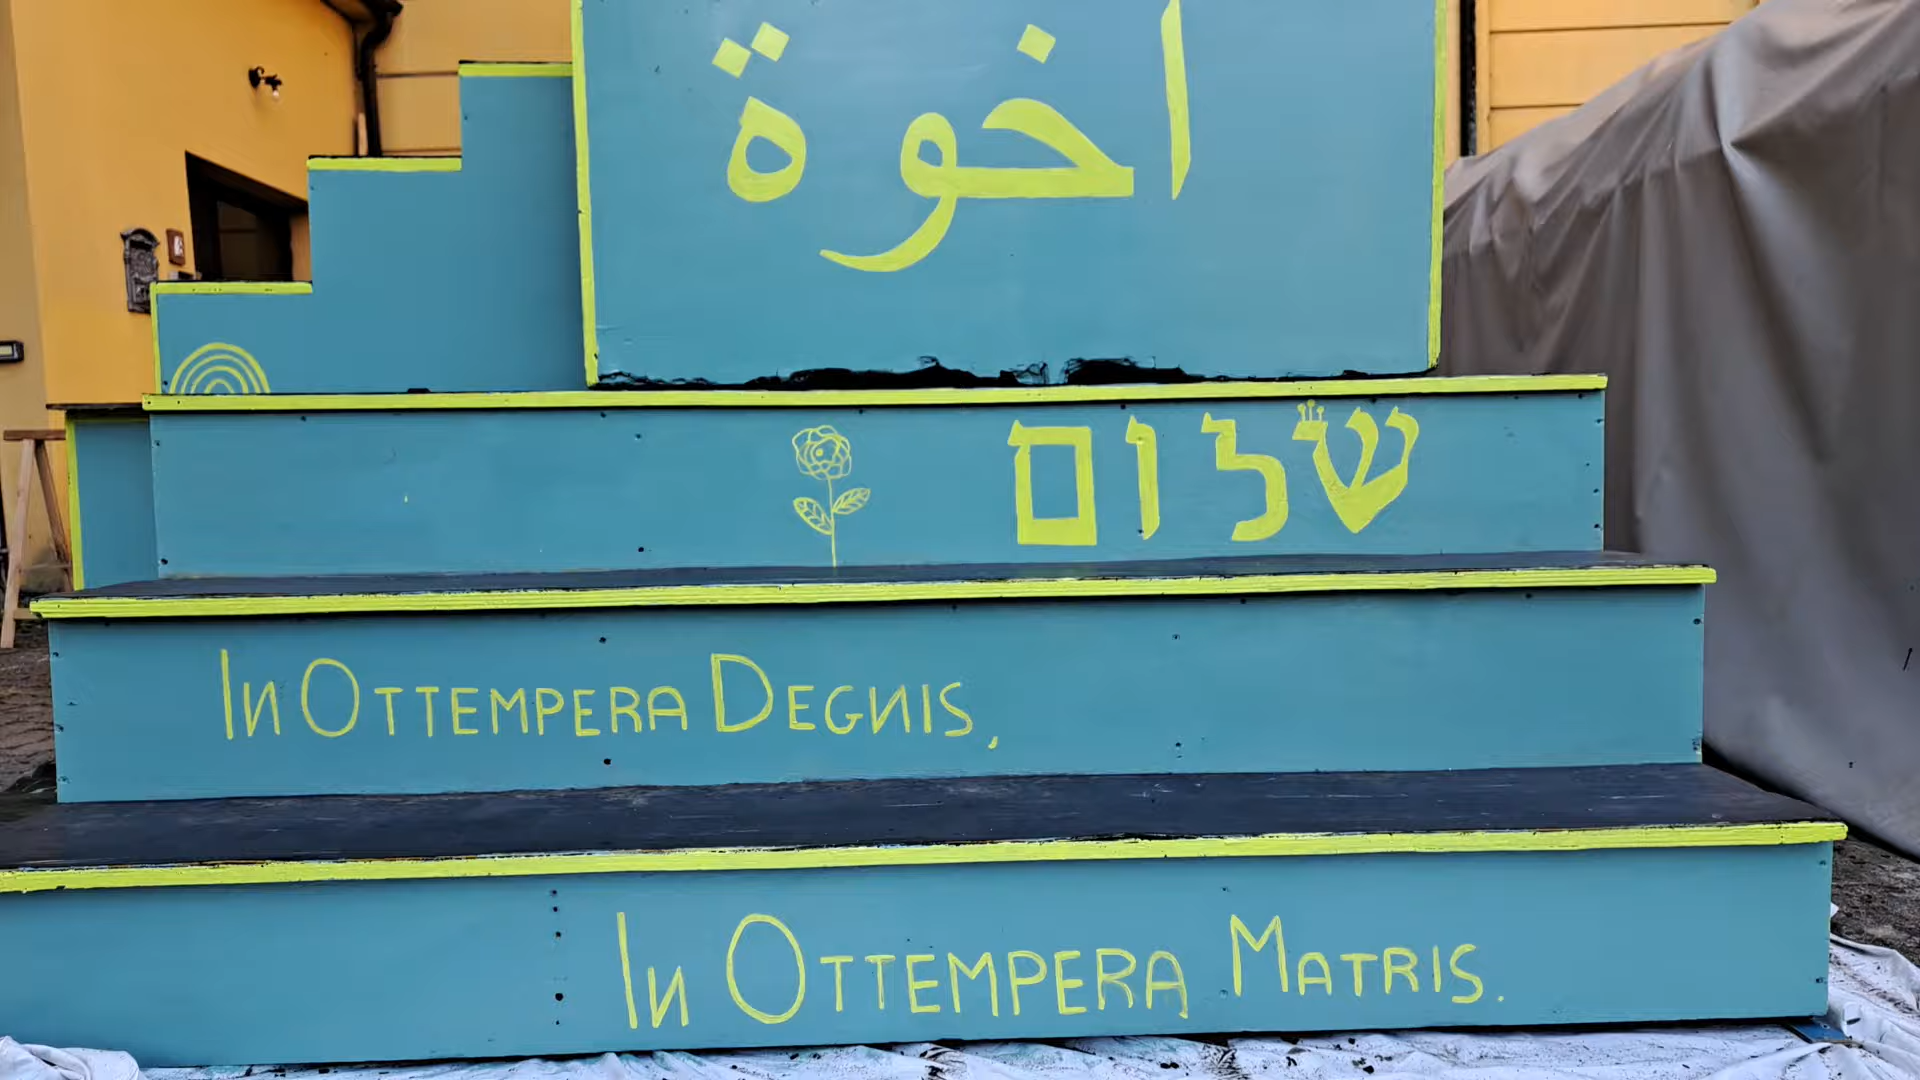 اخوة
שלום
In Ottempera Degnis,
In Ottempera Matris.